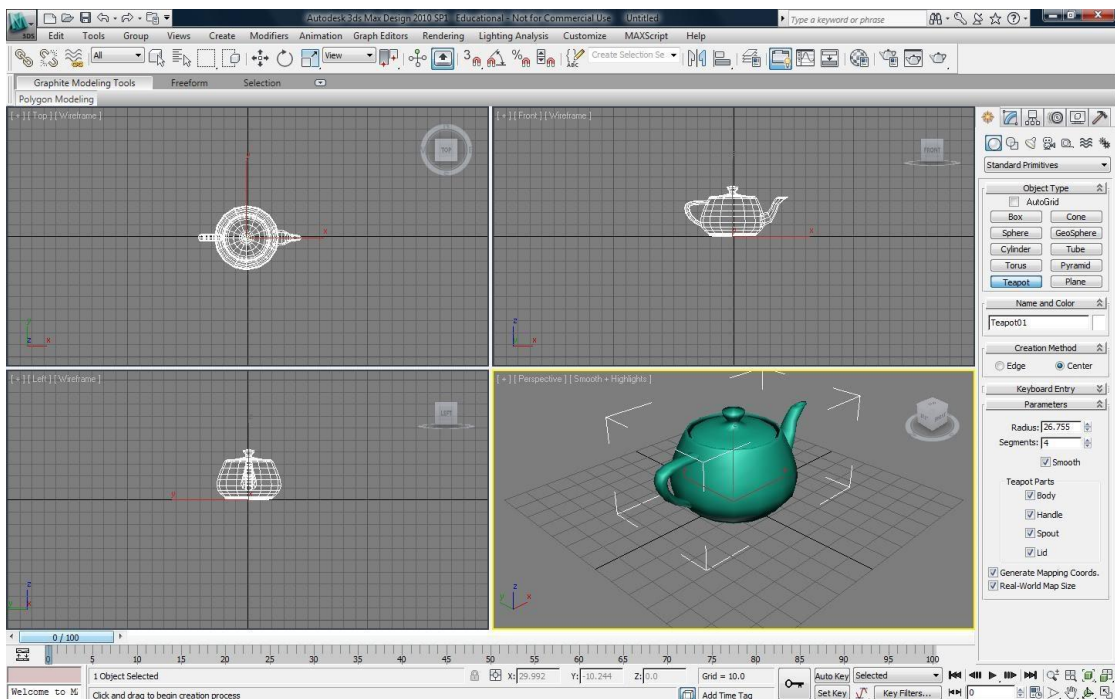 Autodesk 3ds Max Design 2010 SP1 Educational - Not for Commercial Use Untitled
Type a keyword or phrase
3DS
Edit Tools Group Views Create Modifiers Animation Graph Editors Rendering Lighting Analysis Customize MAXScript Help
All
View
3
ABC
Create Selection Se
Graphite Modeling Tools Freeform Selection
Polygon Modeling
[ + ] [ Top ] [ Wireframe ]
TOP
x
y
z x
[ + ] [ Front ] [ Wireframe ]
FRONT
x
z
x
[ + ] [ Left ] [ Wireframe ]
LEFT
y
z
[ + ] [ Perspective ] [ Smooth + Highlights ]
z
y x
Standard Primitives
Object Type
AutoGrid
Box Cone
Sphere GeoSphere
Cylinder Tube
Torus Pyramid
Teapot Plane
Name and Color
Teapot01
Creation Method
Edge Center
Keyboard Entry
Parameters
Radius: 26.755
Segments: 4
Smooth
Teapot Parts
Body
Handle
Spout
Lid
Generate Mapping Coords.
Real-World Map Size
0 / 100
0 5 10 15 20 25 30 35 40 45 50 55 60 65 70 75 80 85 90 95 100
1 Object Selected
X: 29.992 Y: -10.244 Z: 0.0
Grid = 10.0
Auto Key Selected
Welcome to M
Click and drag to begin creation process
Add Time Tag
Set Key Key Filters...
0